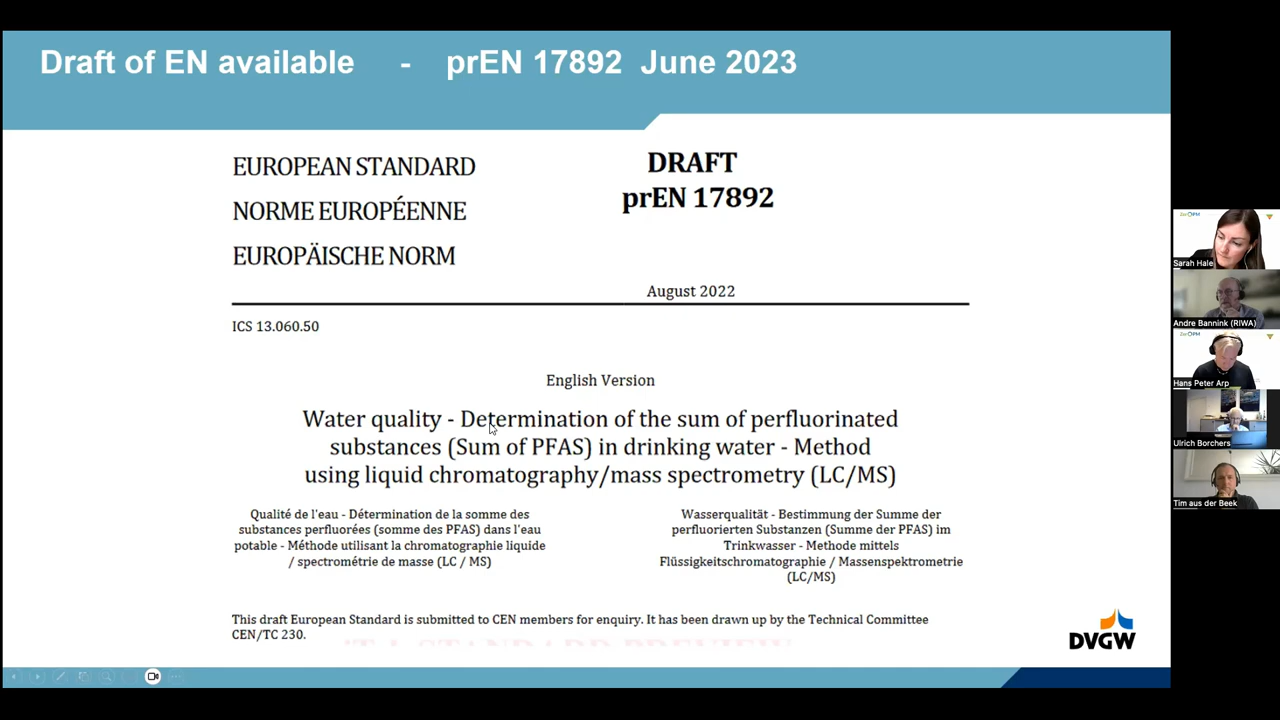 Draft of EN available - prEN 17892 June 2023
EUROPEAN STANDARD
NORME EUROPÉENNE
EUROPÄISCHE NORM
DRAFT
prEN 17892
August 2022
ICS 13.060.50
English Version
Water quality - Determination of the sum of perfluorinated
substances (Sum of PFAS) in drinking water - Method
using liquid chromatography/mass spectrometry (LC/MS)
Qualité de l'eau - Détermination de la somme des
substances perfluorées (somme des PFAS) dans l'eau
potable - Méthode utilisant la chromatographie liquide
/ spectrométrie de masse (LC / MS)
Wasserqualität - Bestimmung der Summe der
perfluorierten Substanzen (Summe der PFAS) im
Trinkwasser - Methode mittels
Flüssigkeitschromatographie / Massenspektrometrie
(LC/MS)
This draft European Standard is submitted to CEN members for enquiry. It has been drawn up by the Technical Committee
CEN/TC 230.
DVGW
Sarah Hale
Andre Bannink (RIWA)
Hans Peter Arp
Ulrich Borchers
Tim aus der Beek